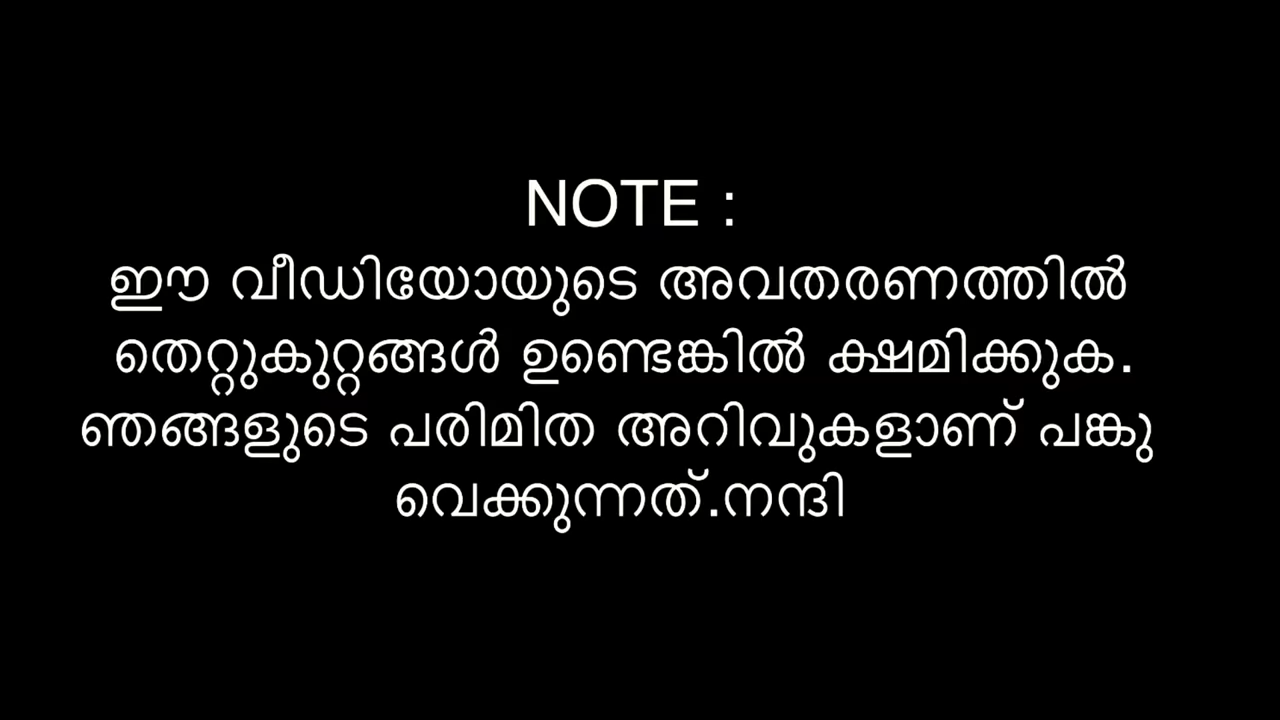 NOTE :
ഈ വീഡിയോയുടെ അവതരണത്തിൽ
തെറ്റുകുറ്റങ്ങൾ ഉണ്ടെങ്കിൽ ക്ഷമിക്കുക.
ഞങ്ങളുടെ പരിമിത അറിവുകളാണ് പങ്കു
വെക്കുന്നത്.നന്ദി